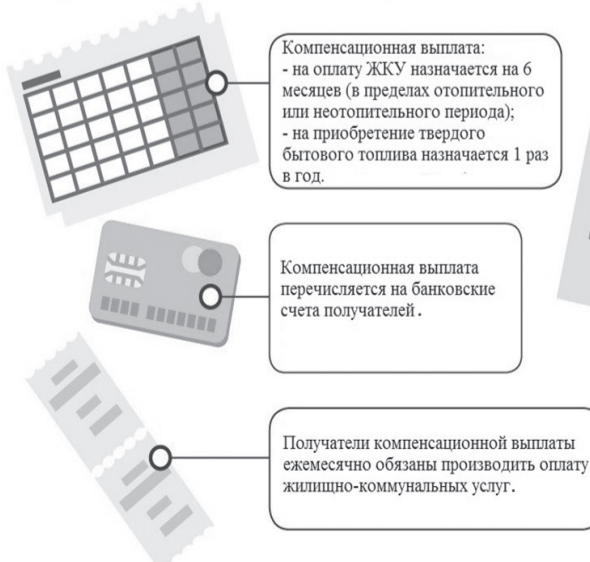 Компенсационная выплата:
- на оплату ЖКУ назначается на 6
месяцев (в пределах отопительного
или неотопительного периода);
- на приобретение твердого
бытового топлива назначается 1 раз
в год.
Компенсационная выплата
перечисляется на банковские
счета получателей.
Получатели компенсационной выплаты
ежемесячно обязаны производить оплату
жилищно-коммунальных услуг.